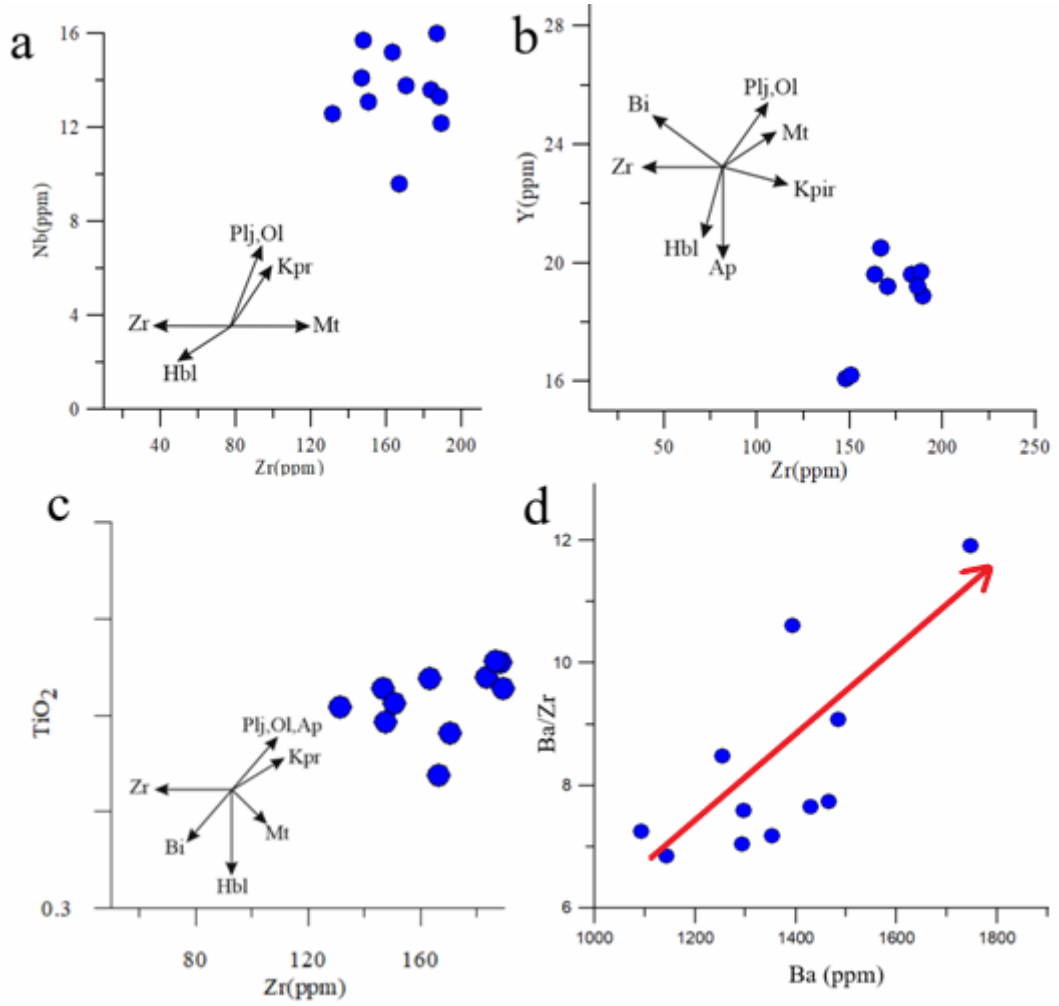 a
16
12
8
4
0
Nb(ppm)
Plj,Ol
Kpr
Zr
Mt
Hbl
40
80
120
160
200
Zr(ppm)
b
28
24
20
16
Y(ppm)
Plj,Ol
Bi
Mt
Zr
Kpir
Hbl
Ap
50
100
150
200
250
Zr(ppm)
c
TiO2
0.3
Plj,Ol,Ap
Kpr
Zr
Bi
Mt
Hbl
80
120
160
Zr(ppm)
d
12
10
8
6
Ba/Zr
1000
1200
1400
1600
1800
Ba (ppm)